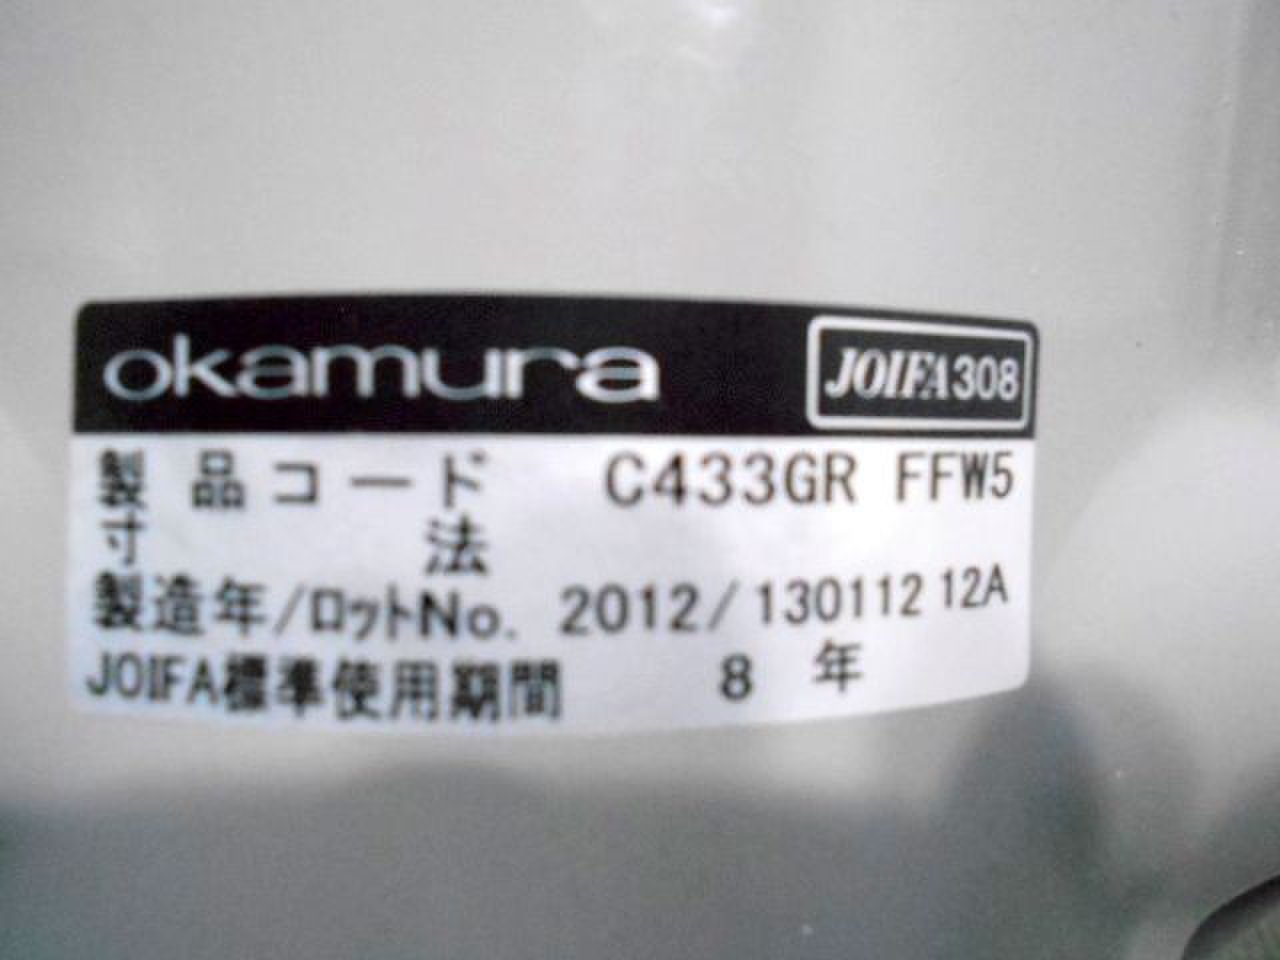 okamura JOIFA308
製品コード C433GR FFW5
寸法
製造年/ロットNo. 2012/130112 12A
JOIFA標準使用期間 8年